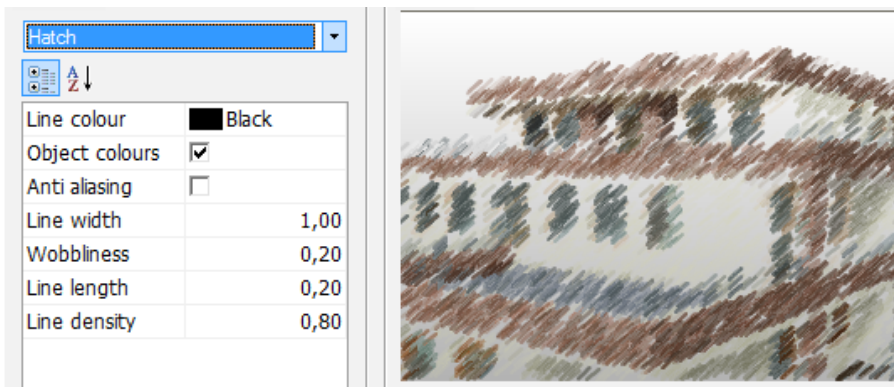 Hatch
A
Z
Line colour Black
Object colours
Anti aliasing
Line width 1,00
Wobbliness 0,20
Line length 0,20
Line density 0,80